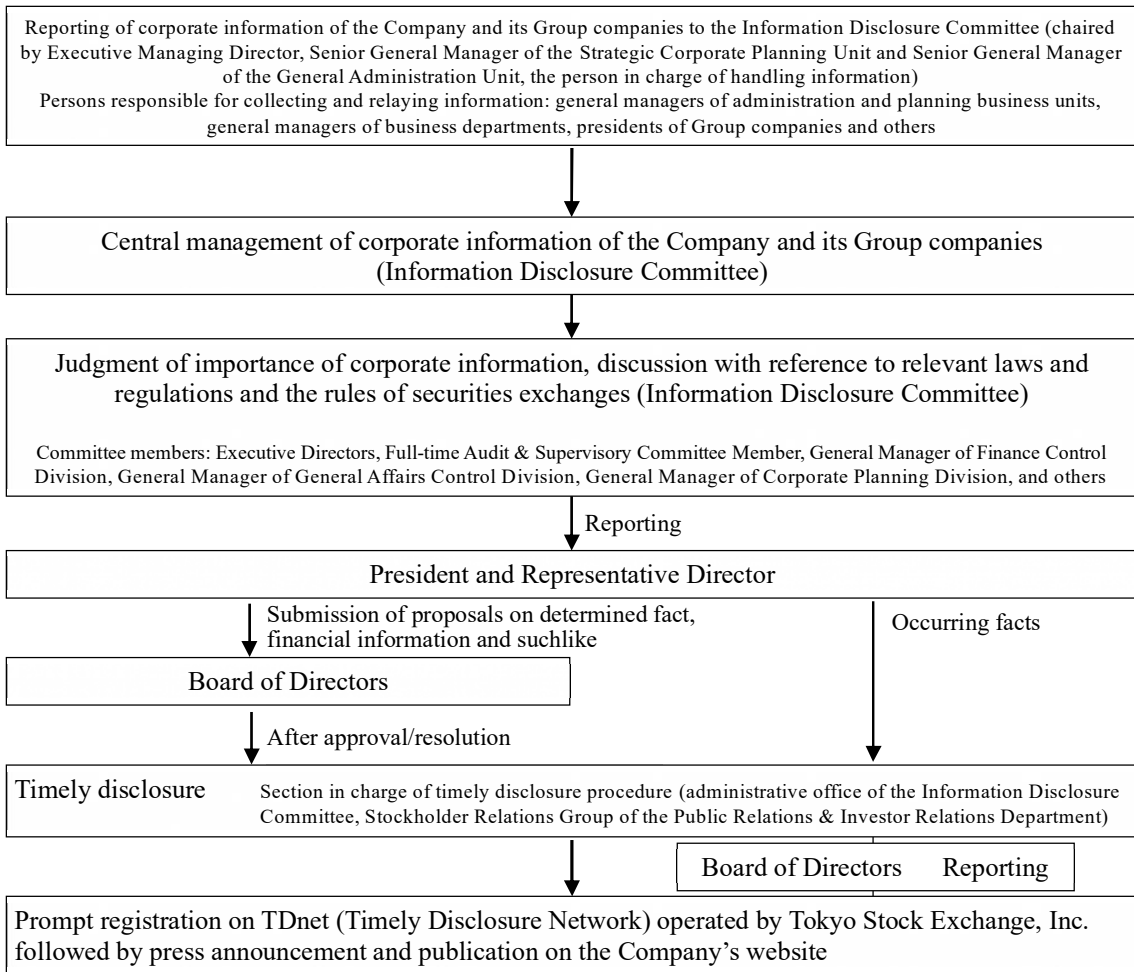 Reporting of corporate information of the Company and its Group companies to the Information Disclosure Committee (chaired
by Executive Managing Director, Senior General Manager of the Strategic Corporate Planning Unit and Senior General Manager
of the General Administration Unit, the person in charge of handling information)
Persons responsible for collecting and relaying information: general managers of administration and planning business units,
general managers of business departments, presidents of Group companies and others
Central management of corporate information of the Company and its Group companies
(Information Disclosure Committee)
Judgment of importance of corporate information, discussion with reference to relevant laws and
regulations and the rules of securities exchanges (Information Disclosure Committee)
Committee members: Executive Directors, Full-time Audit & Supervisory Committee Member, General Manager of Finance Control
Division, General Manager of General Affairs Control Division, General Manager of Corporate Planning Division, and others
Reporting
President and Representative Director
Submission of proposals on determined fact,
financial information and suchlike
Occurring facts
Board of Directors
After approval/resolution
Timely disclosure
Section in charge of timely disclosure procedure (administrative office of the Information Disclosure
Committee, Stockholder Relations Group of the Public Relations & Investor Relations Department)
Board of Directors Reporting
Prompt registration on TDnet (Timely Disclosure Network) operated by Tokyo Stock Exchange, Inc.
followed by press announcement and publication on the Company’s website